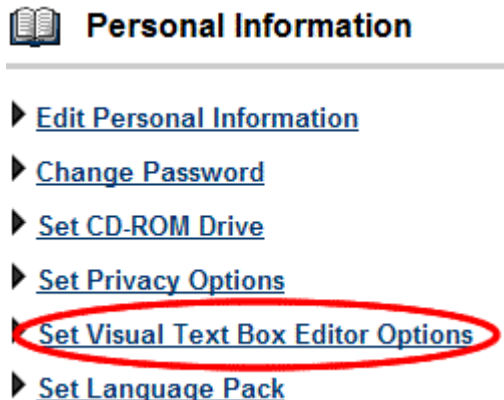 Personal Information
Edit Personal Information
Change Password
Set CD-ROM Drive
Set Privacy Options
Set Visual Text Box Editor Options
Set Language Pack